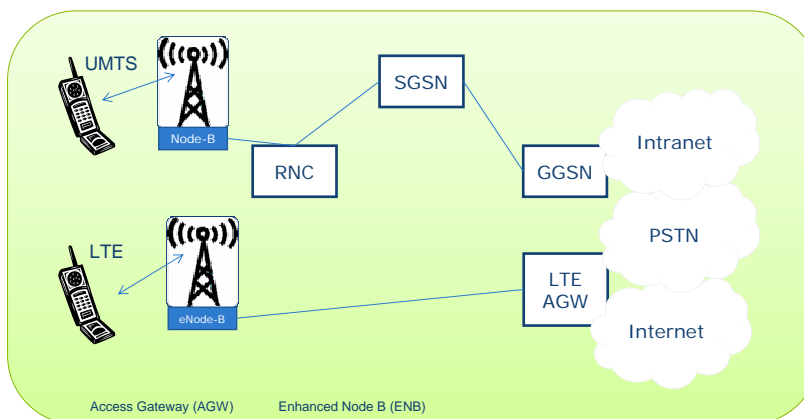 UMTS
SGSN
Node-B
Intranet
RNC
GGSN
PSTN
LTE
LTE
AGW
eNode-B
Internet
Access Gateway (AGW) Enhanced Node B (ENB)